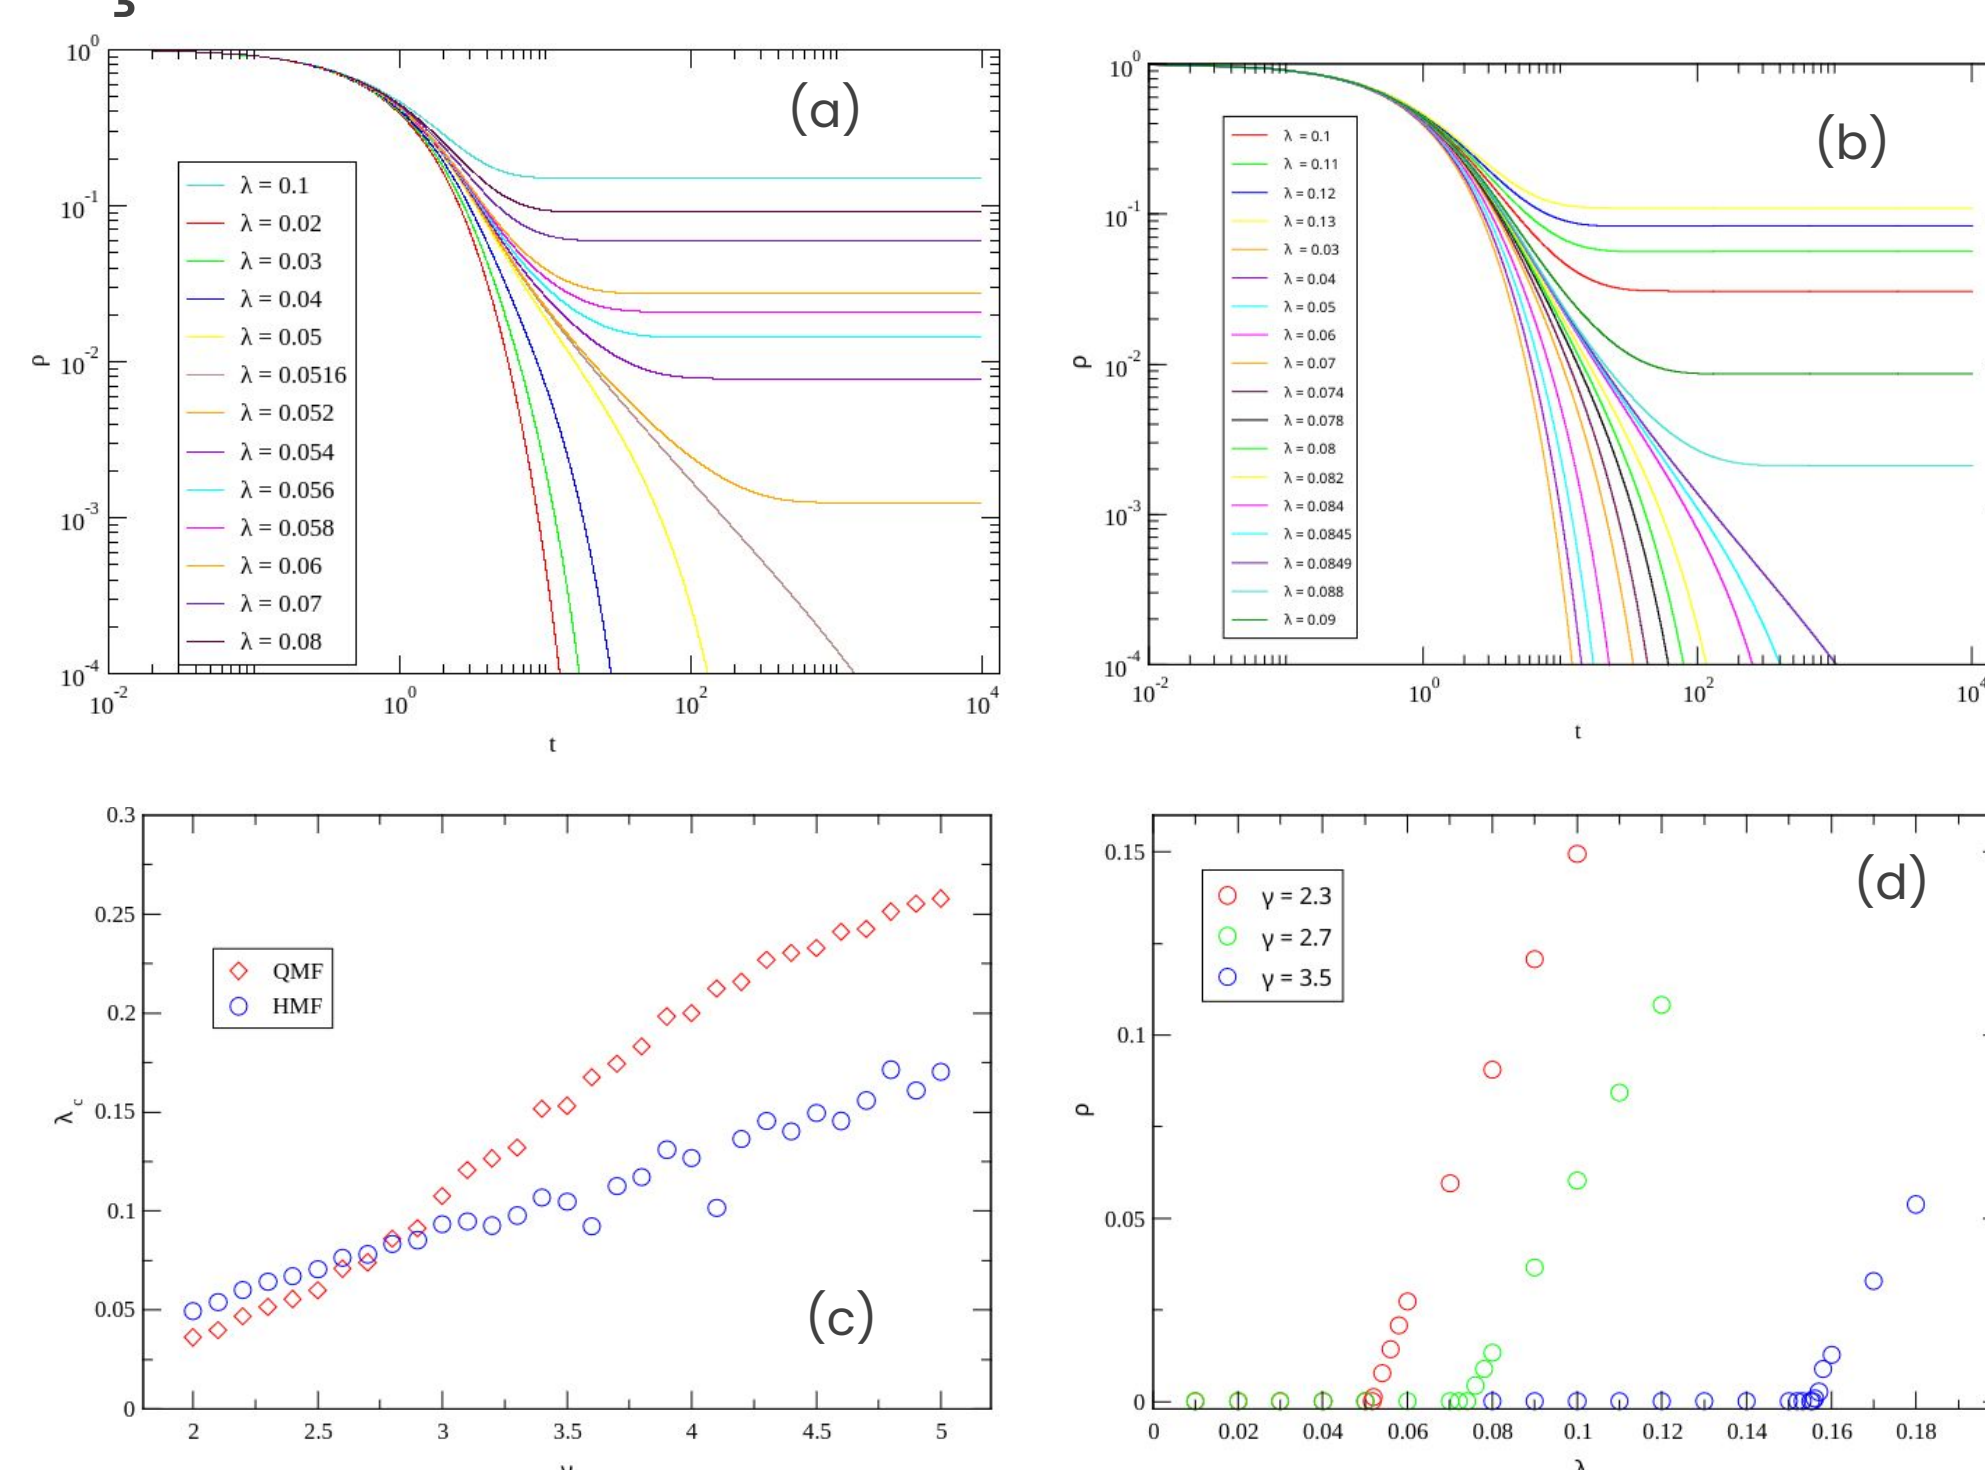 (a)
10^0
10^-1
10^-2
10^-3
10^-4
ρ
λ = 0.1
λ = 0.02
λ = 0.03
λ = 0.04
λ = 0.05
λ = 0.0516
λ = 0.052
λ = 0.054
λ = 0.056
λ = 0.058
λ = 0.06
λ = 0.07
λ = 0.08
10^-2 10^0 10^2 10^4
t
(b)
10^0
10^-1
10^-2
10^-3
10^-4
ρ
λ = 0.1
λ = 0.11
λ = 0.12
λ = 0.13
λ = 0.03
λ = 0.04
λ = 0.05
λ = 0.06
λ = 0.07
λ = 0.074
λ = 0.078
λ = 0.08
λ = 0.082
λ = 0.084
λ = 0.0845
λ = 0.0849
λ = 0.088
λ = 0.09
10^-2 10^0 10^2 10^4
t
0.3
0.25
0.2
0.15
0.1
0.05
0
λ_c
QMF
HMF
(c)
2 2.5 3 3.5 4 4.5 5
(d)
0.15
0.1
0.05
0
ρ
γ = 2.3
γ = 2.7
γ = 3.5
0 0.02 0.04 0.06 0.08 0.1 0.12 0.14 0.16 0.18